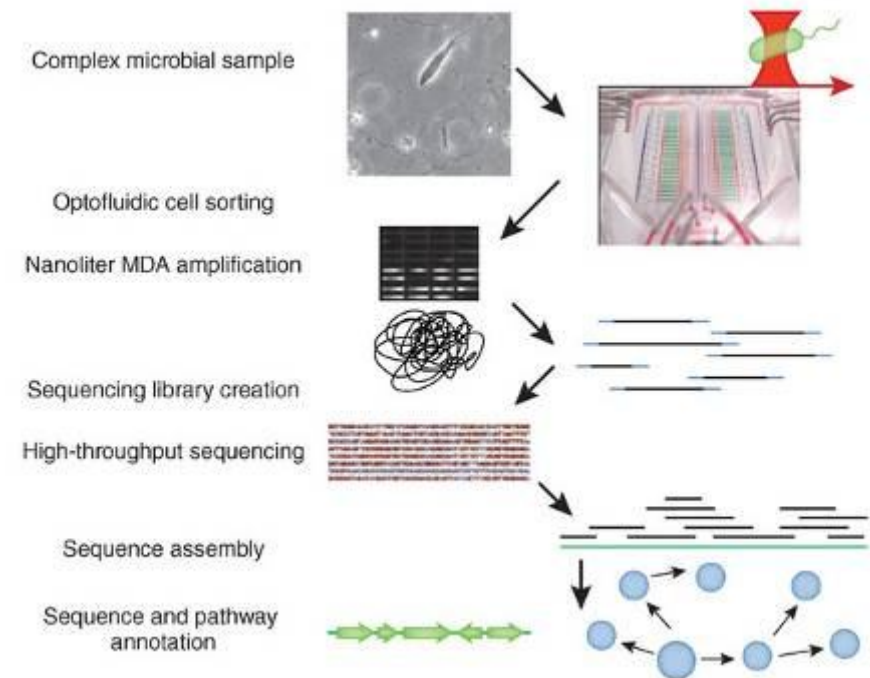 Complex microbial sample
Optofluidic cell sorting
Nanoliter MDA amplification
Sequencing library creation
High-throughput sequencing
Sequence assembly
Sequence and pathway
annotation